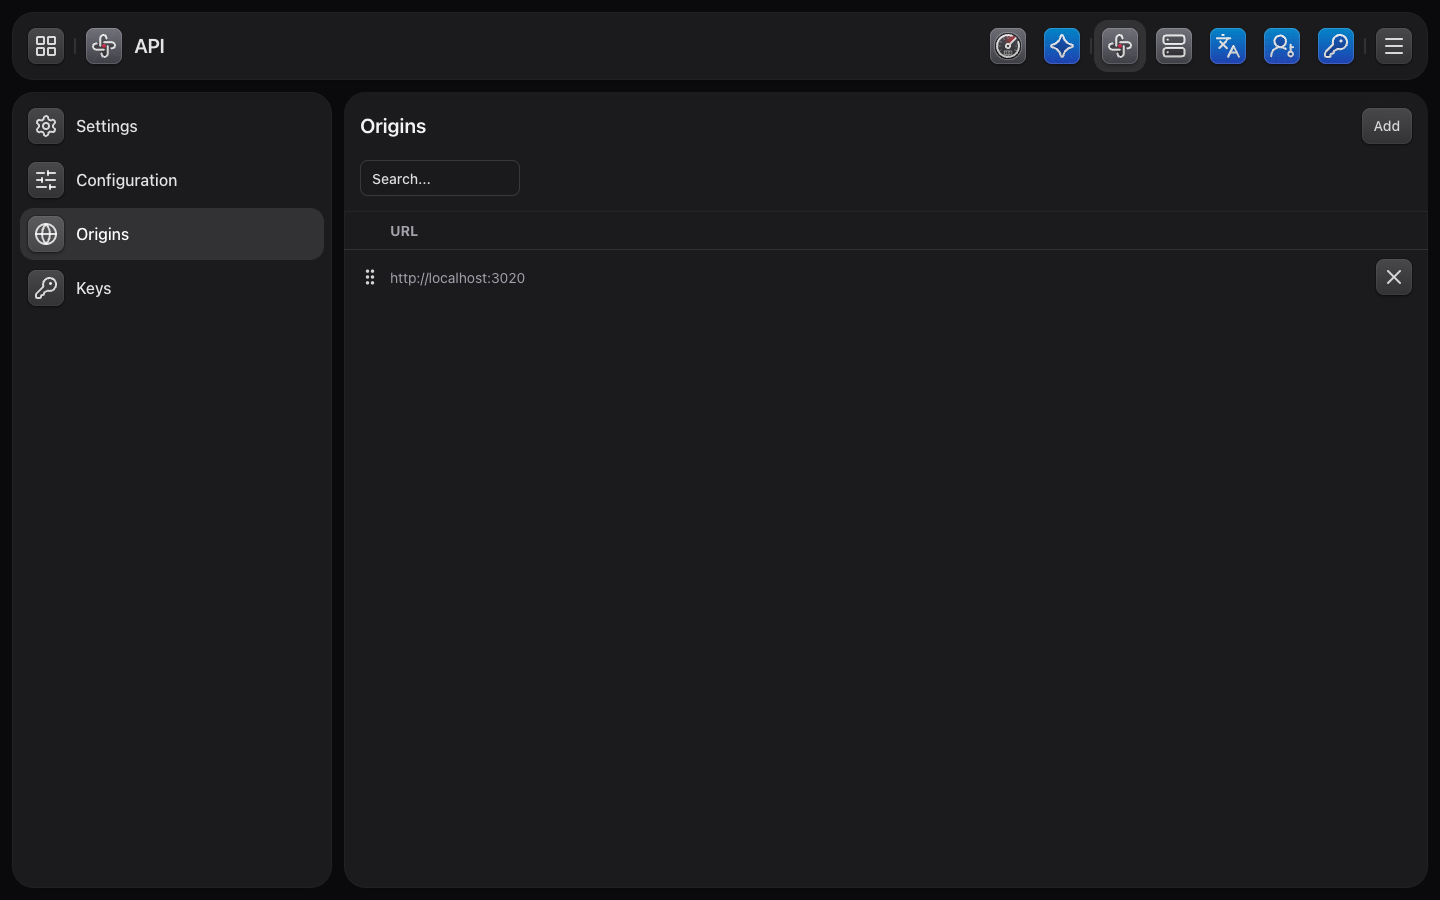 API
Settings
Configuration
Origins
Keys
Origins
Add
Search...
URL
http://localhost:3020